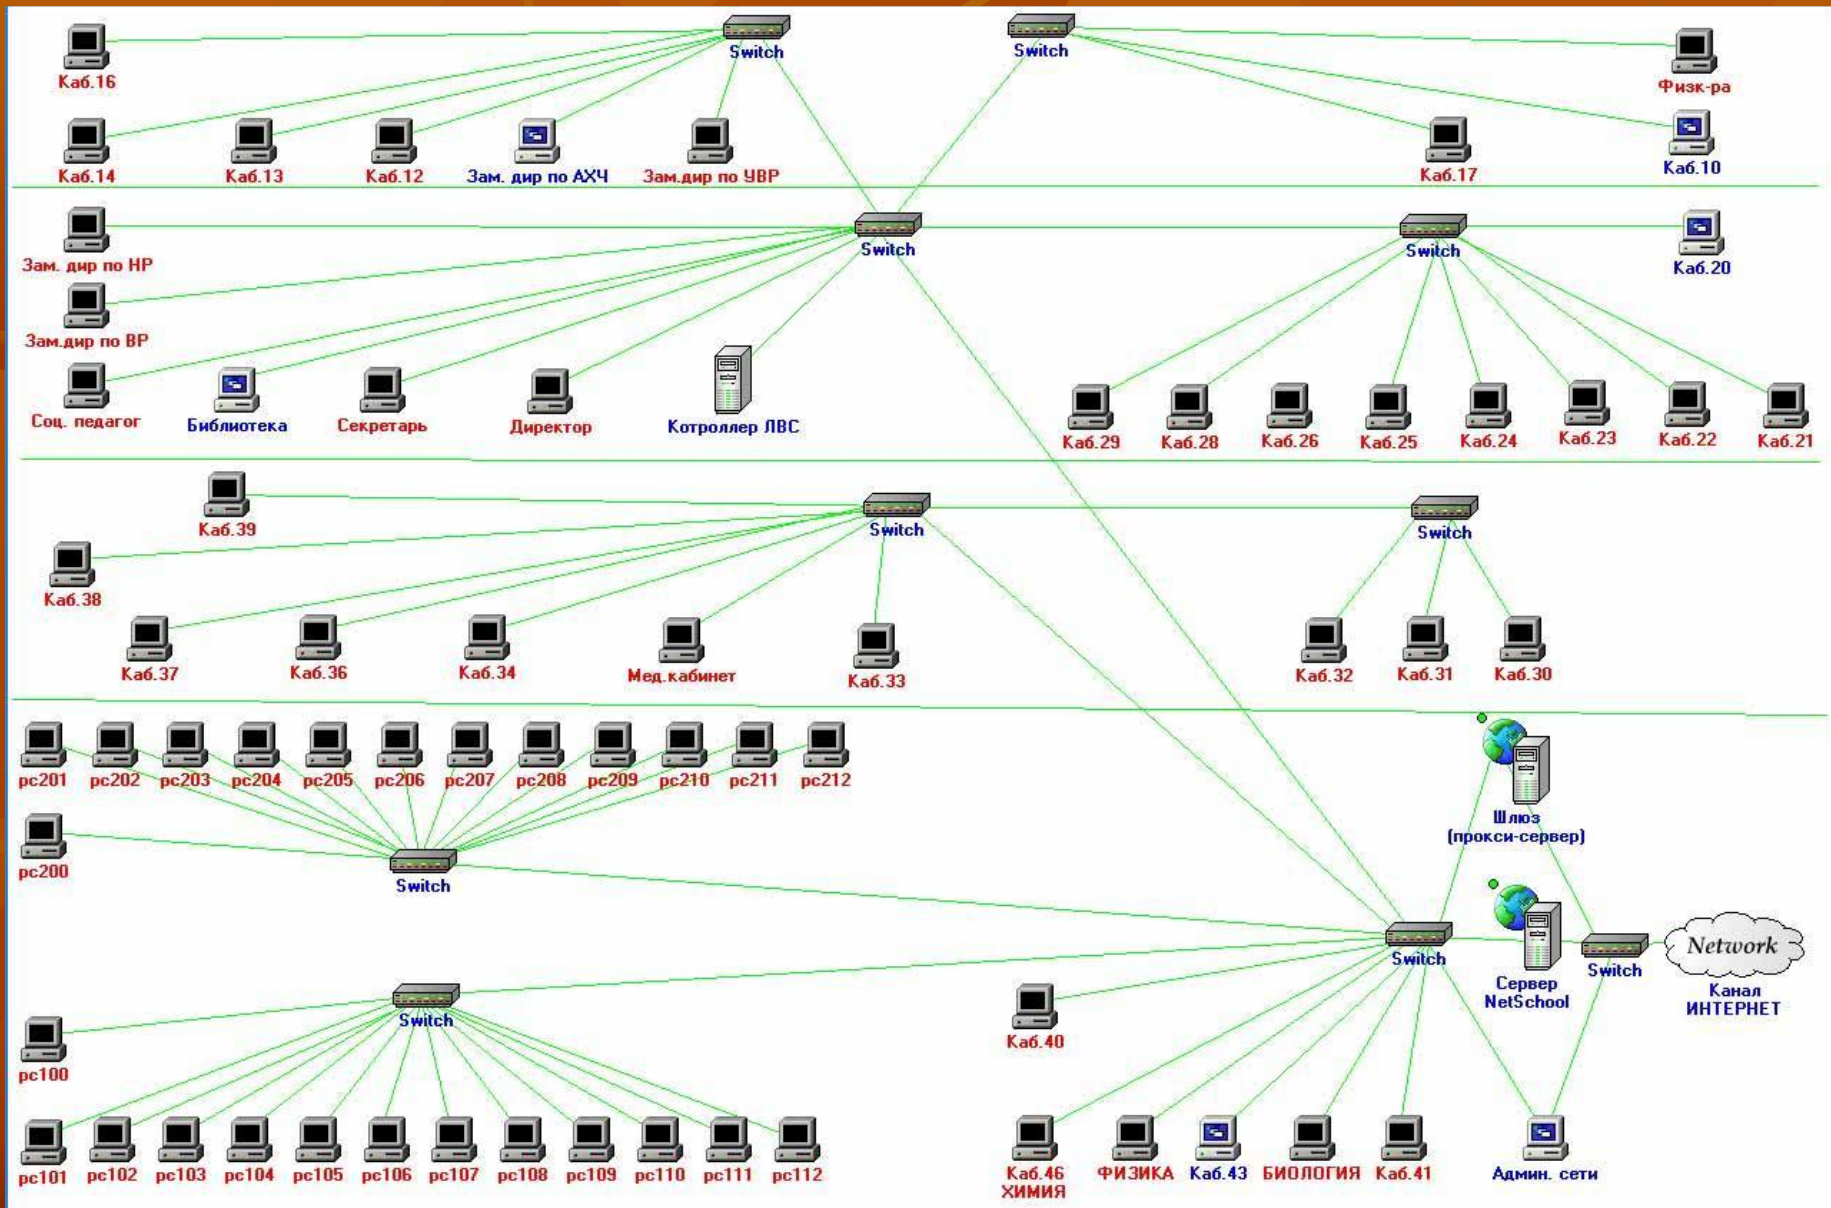 Switch
Switch
Каб.16
Физк-ра
Каб.14
Каб.13
Каб.12
Зам. дир по АХЧ
Зам.дир по УВР
Каб.17
Каб.10
Зам. дир по НР
Switch
Switch
Каб.20
Зам.дир по ВР
Соц. педагог
Библиотека
Секретарь
Директор
Котроллер ЛВС
Каб.29
Каб.28
Каб.26
Каб.25
Каб.24
Каб.23
Каб.22
Каб.21
Каб.39
Switch
Switch
Каб.38
Каб.37
Каб.36
Каб.34
Мед.кабинет
Каб.33
Каб.32
Каб.31
Каб.30
pc201
pc202
pc203
pc204
pc205
pc206
pc207
pc208
pc209
pc210
pc211
pc212
Шлюз
(прокси-сервер)
pc200
Switch
Switch
Сервер
NetSchool
Switch
Network
Канал
ИНТЕРНЕТ
Switch
Каб.40
pc100
pc101
pc102
pc103
pc104
pc105
pc106
pc107
pc108
pc109
pc110
pc111
pc112
Каб.46
ХИМИЯ
ФИЗИКА
Каб.43
БИОЛОГИЯ
Каб.41
Админ. сети